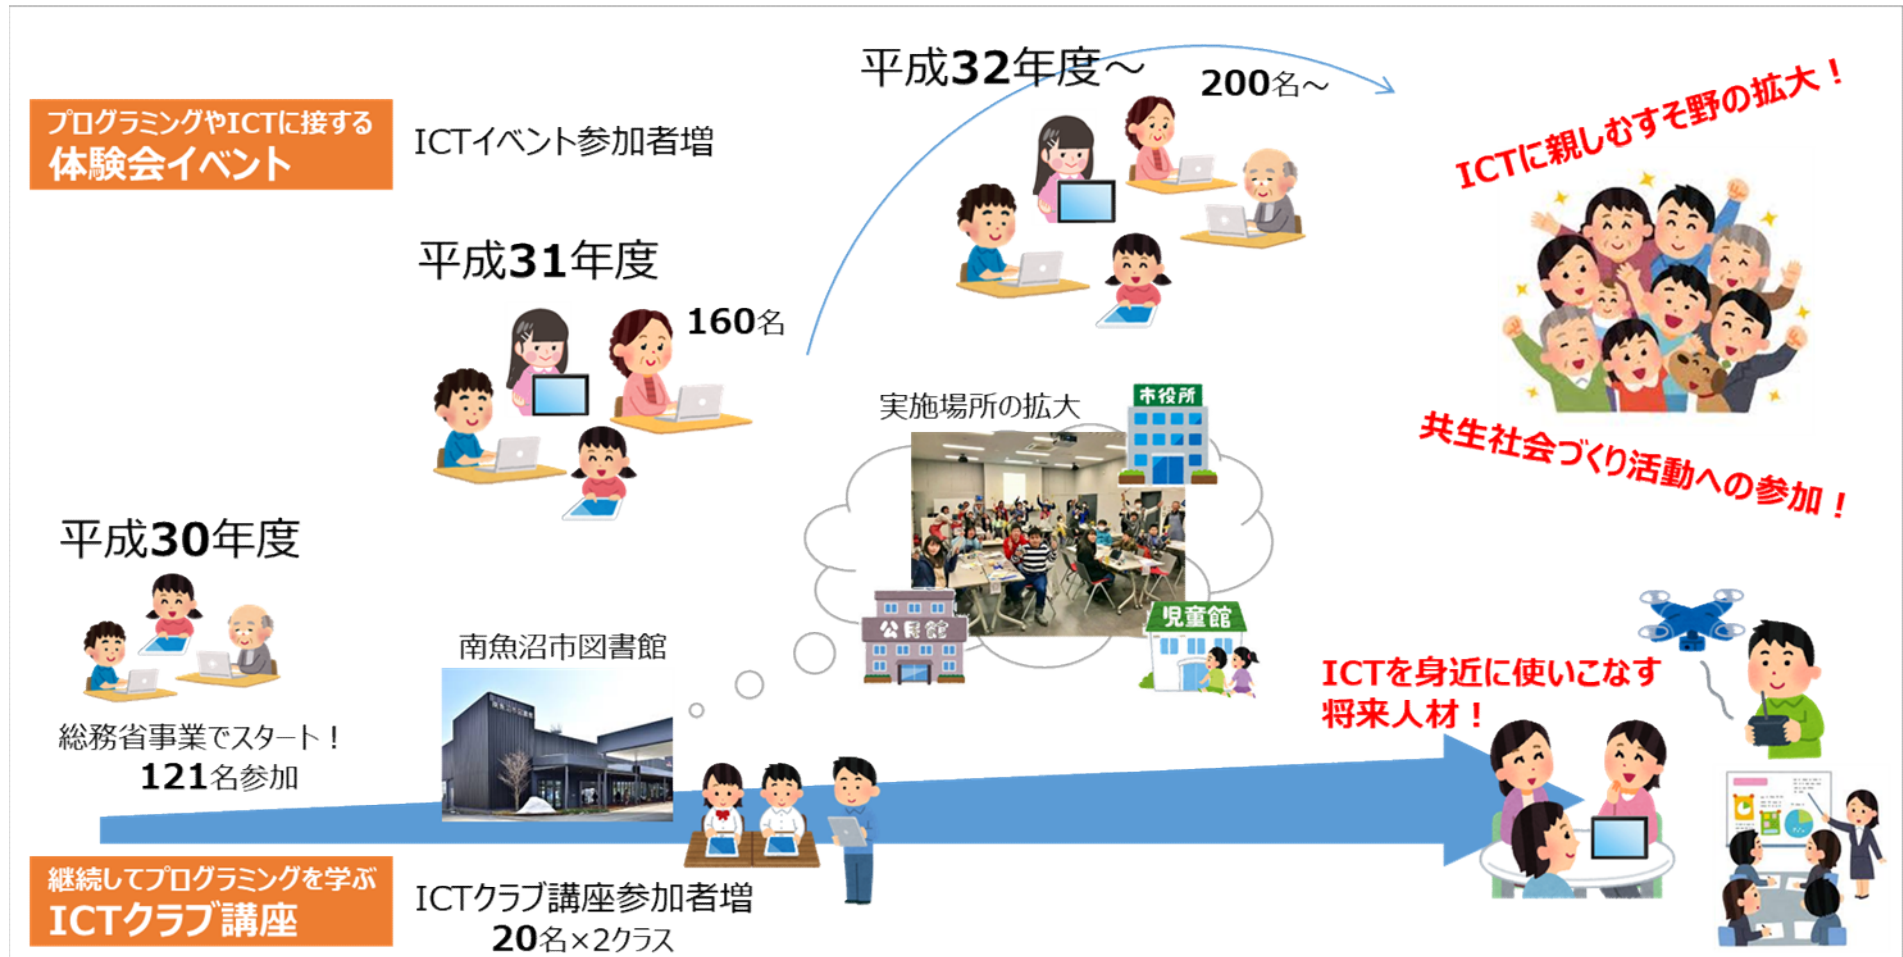 平成32年度～
200名～
プログラミングやICTに接する
体験会イベント
ICTイベント参加者増
ICTに親しむすそ野の拡大！
平成31年度
160名
実施場所の拡大
市役所
共生社会づくり活動への参加！
平成30年度
公民館
児童館
南魚沼市図書館
南魚沼市図書館
ICTを身近に使いこなす
将来人材！
総務省事業でスタート！
121名参加
継続してプログラミングを学ぶ
ICTクラブ講座
ICTクラブ講座参加者増
20名×2クラス